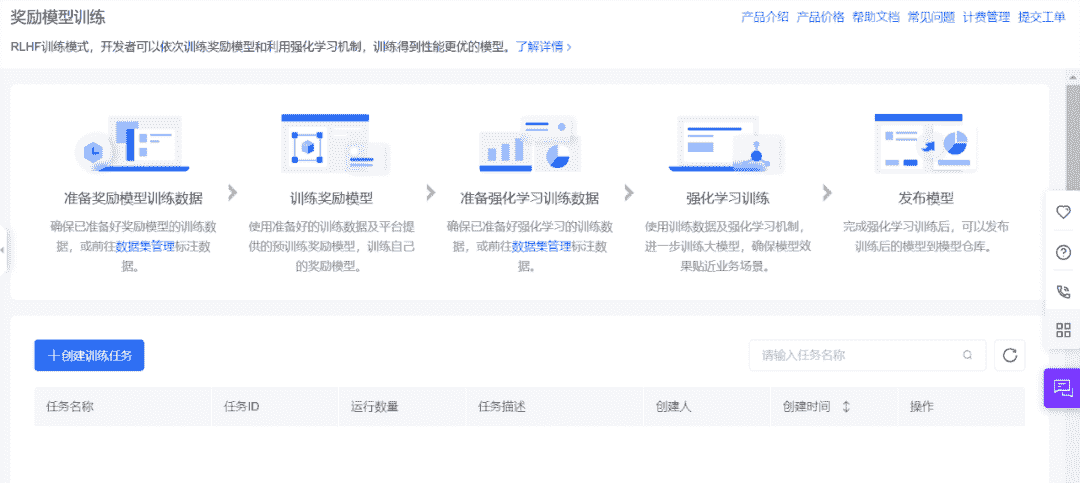 奖励模型训练
产品介绍 产品价格 帮助文档 常见问题 计费管理 提交工单
RLHF训练模式，开发者可以依次训练奖励模型和利用强化学习机制，训练得到性能更优的模型。了解详情 >
准备奖励模型训练数据
确保已准备好奖励模型的训练数
据，或前往数据集管理标注数
据。
训练奖励模型
使用准备好的训练数据及平台提
供的预训练奖励模型，训练自己
的奖励模型。
准备强化学习训练数据
确保已准备好强化学习的训练数
据，或前往数据集管理标注数
据。
强化学习训练
使用训练数据及强化学习机制，
进一步训练大模型，确保模型效
果贴近业务场景。
发布模型
完成强化学习训练后，可以发布
训练后的模型到模型仓库。
+创建训练任务
请输入任务名称
任务名称 任务ID 运行数量 任务描述 创建人 创建时间 操作